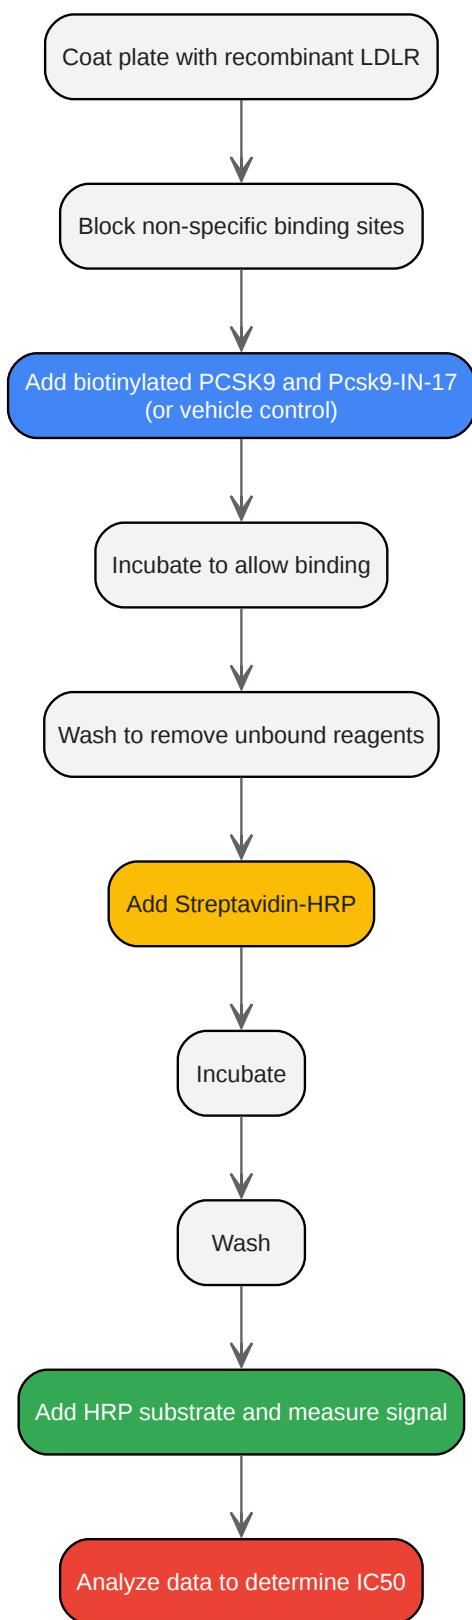 Coat plate with recombinant LDLR
Block non-specific binding sites
Add biotinylated PCSK9 and Pcsk9-IN-17
(or vehicle control)
Incubate to allow binding
Wash to remove unbound reagents
Add Streptavidin-HRP
Incubate
Wash
Add HRP substrate and measure signal
Analyze data to determine IC50